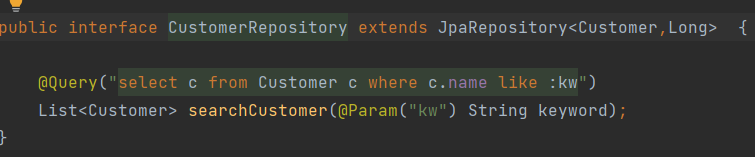 public interface CustomerRepository extends JpaRepository<Customer,Long>  {
@Query("select c from Customer c where c.name like :kw")
List<Customer> searchCustomer(@Param("kw") String keyword);
}